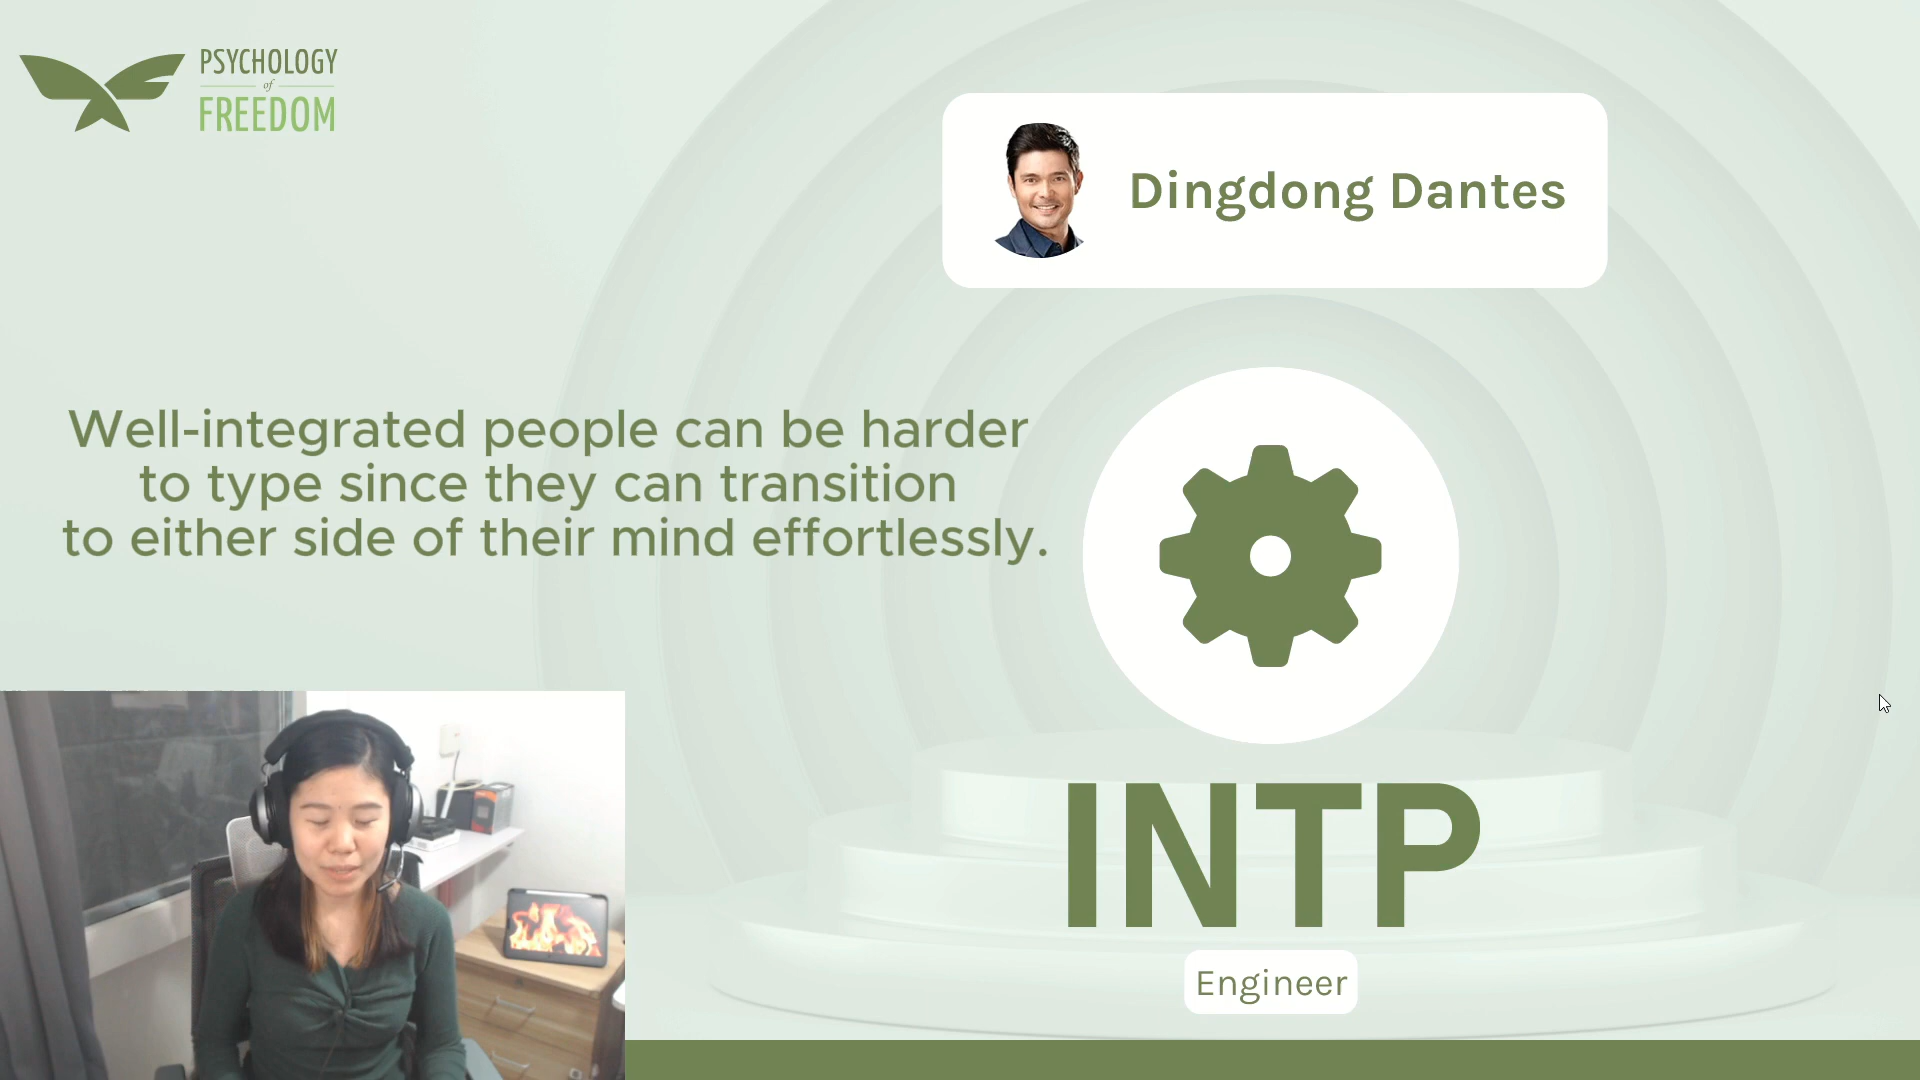 PSYCHOLOGY
of
FREEDOM
Dingdong Dantes
Well-integrated people can be harder
to type since they can transition
to either side of their mind effortlessly.
INTP
Engineer